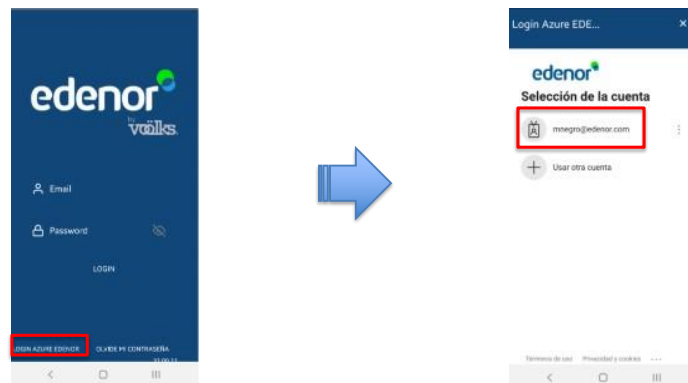 edenor
by
voölks.
Email
Password
LOGIN
LOGIN AZURE EDENOR
OLVIDE MI CONTRASEÑA
Login Azure EDE...
×
edenor
Selección de la cuenta
mnegro@edenor.com
Usar otra cuenta
Términos de uso Privacidad y cookies ...